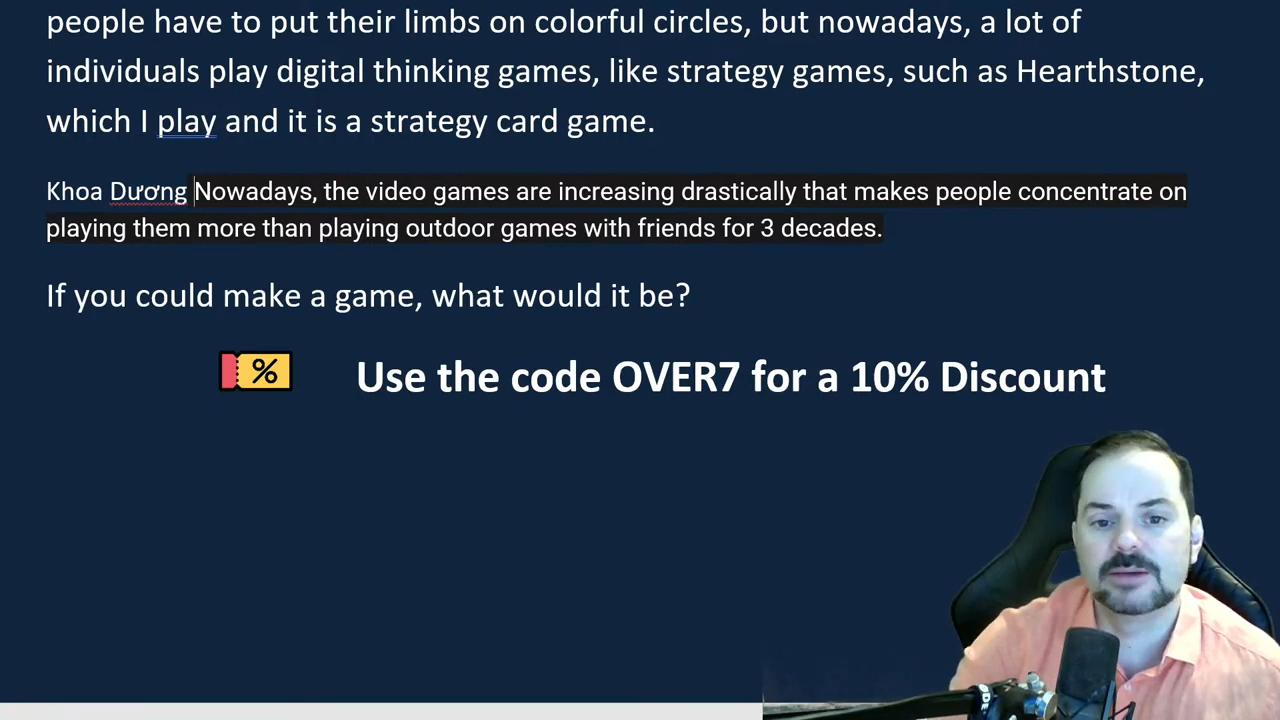 people have to put their limbs on colorful circles, but nowadays, a lot of
individuals play digital thinking games, like strategy games, such as Hearthstone,
which I play and it is a strategy card game.
Khoa Dương Nowadays, the video games are increasing drastically that makes people concentrate on
playing them more than playing outdoor games with friends for 3 decades.
If you could make a game, what would it be?
% Use the code OVER7 for a 10% Discount